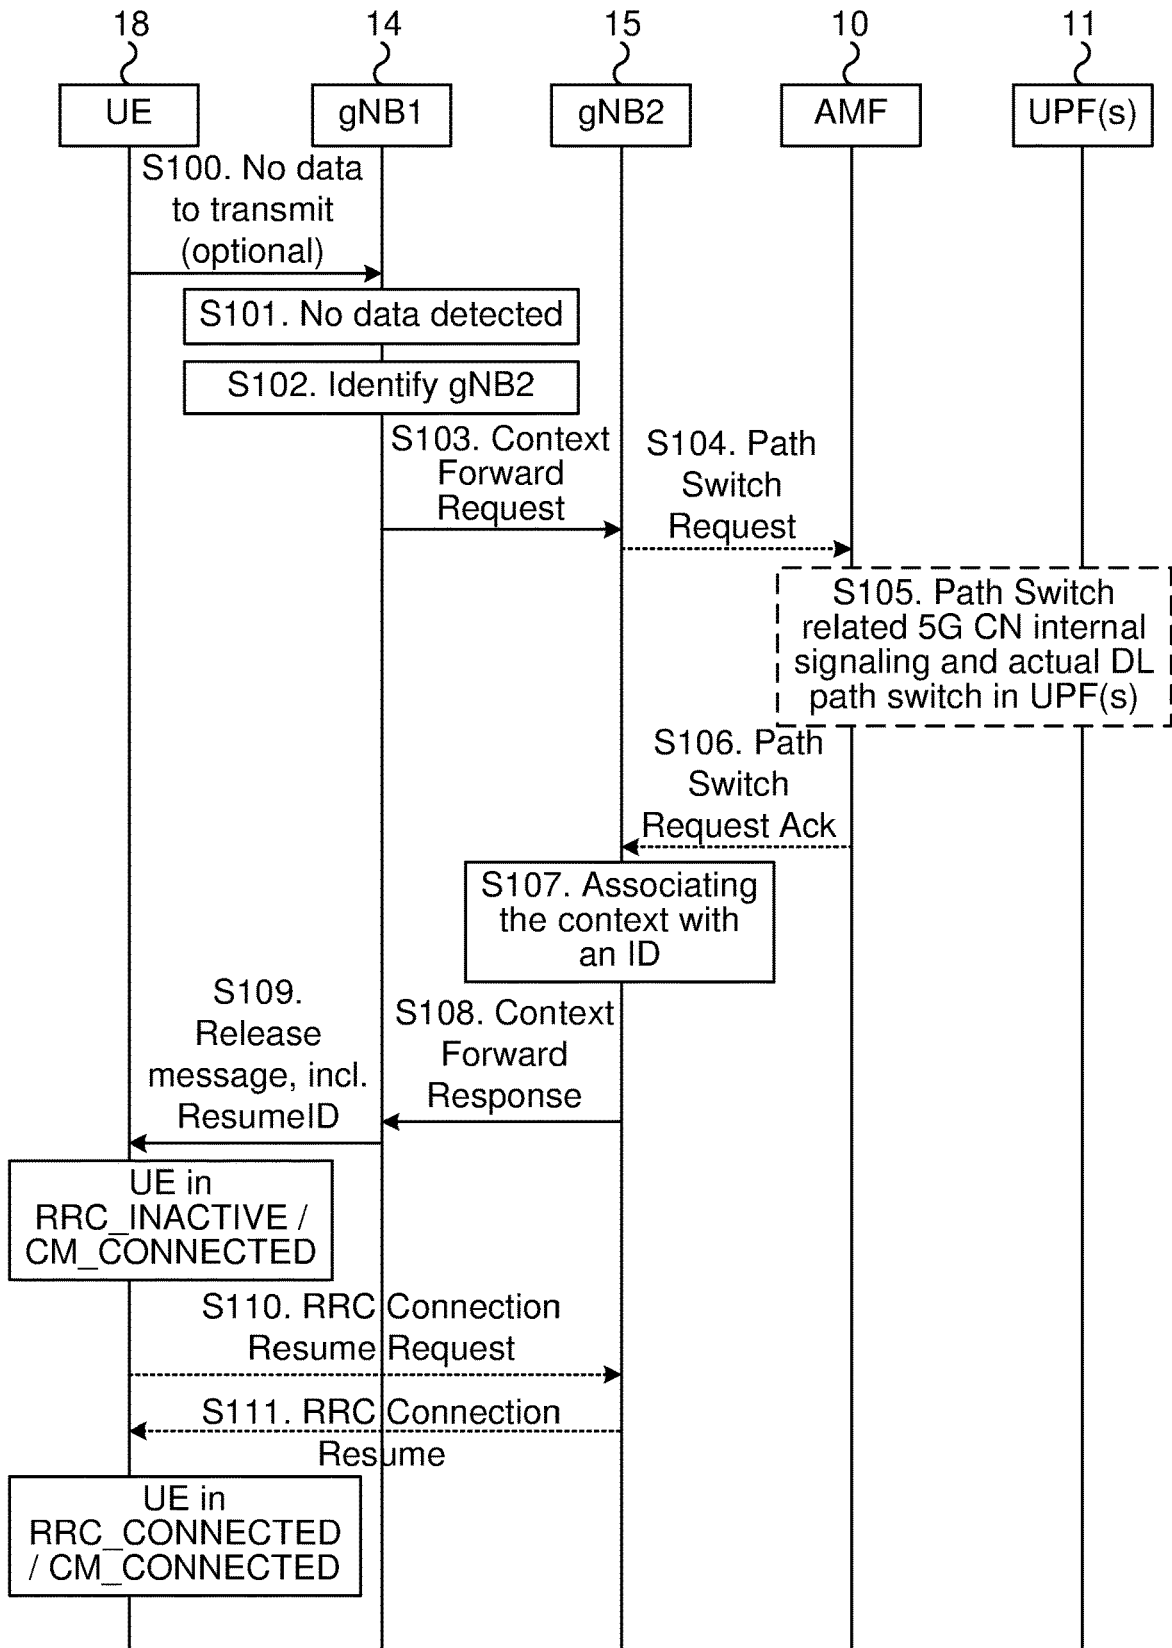 18
14
15
10
11
UE
gNB1
gNB2
AMF
UPF(s)
S100. No data
to transmit
(optional)
S101. No data detected
S102. Identify gNB2
S103. Context
Forward
Request
S104. Path
Switch
Request
S105. Path Switch
related 5G CN internal
signaling and actual DL
path switch in UPF(s)
S106. Path
Switch
Request Ack
S107. Associating
the context with
an ID
S108. Context
Forward
Response
S109.
Release
message, incl.
ResumeID
UE in
RRC_INACTIVE /
CM_CONNECTED
S110. RRC Connection
Resume Request
S111. RRC Connection
Resume
UE in
RRC_CONNECTED
/ CM_CONNECTED